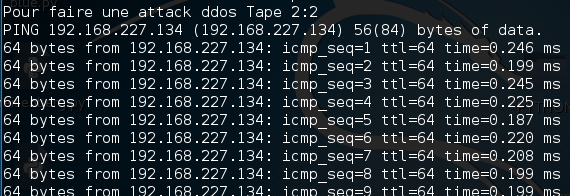 Pour faire une attack ddos Tape 2:2
PING 192.168.227.134 (192.168.227.134) 56(84) bytes of data.
64 bytes from 192.168.227.134: icmp_seq=1 ttl=64 time=0.246 ms
64 bytes from 192.168.227.134: icmp_seq=2 ttl=64 time=0.199 ms
64 bytes from 192.168.227.134: icmp_seq=3 ttl=64 time=0.245 ms
64 bytes from 192.168.227.134: icmp_seq=4 ttl=64 time=0.225 ms
64 bytes from 192.168.227.134: icmp_seq=5 ttl=64 time=0.187 ms
64 bytes from 192.168.227.134: icmp_seq=6 ttl=64 time=0.220 ms
64 bytes from 192.168.227.134: icmp_seq=7 ttl=64 time=0.208 ms
64 bytes from 192.168.227.134: icmp_seq=8 ttl=64 time=0.199 ms
64 bytes from 192.168.227.134: icmp_seq=9 ttl=64 time=0.199 ms